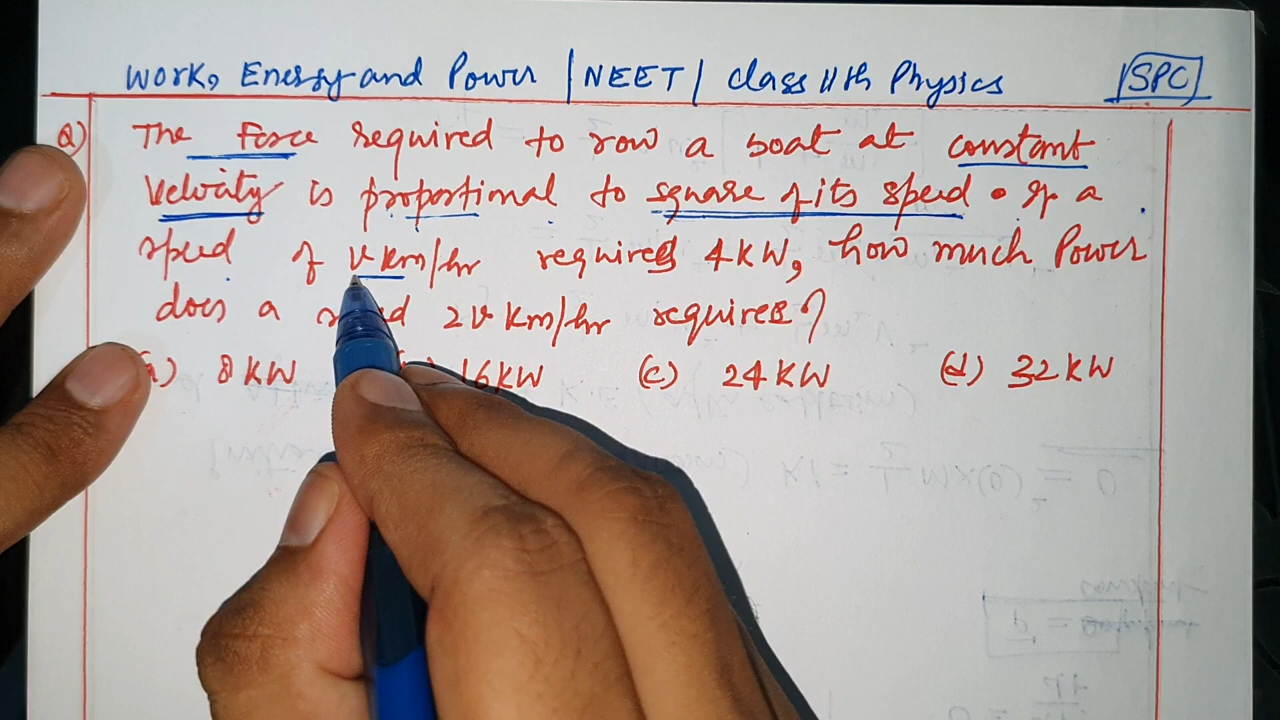 Work, Energy and Power | NEET | class 11th Physics
SPC
Q) The Force required to row a boat at constant
Velocity is proportional to square of its speed. If a
speed of v km/hr requires 4 KW, how much Power
does a 2v km/hr requires?
8 KW 16 KW (c) 24 KW (d) 32 KW